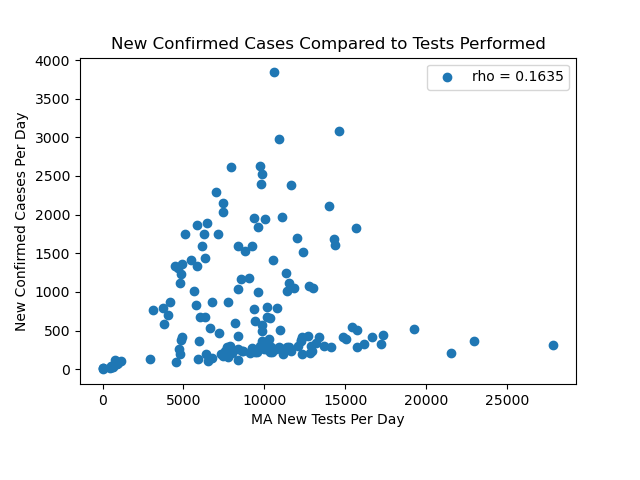 New Confirmed Cases Compared to Tests Performed
rho = 0.1635
New Confirmed Caeses Per Day
4000
3500
3000
2500
2000
1500
1000
500
0
0 5000 10000 15000 20000 25000
MA New Tests Per Day